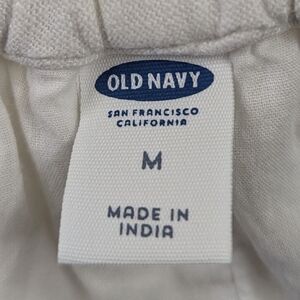 OLD NAVY
SAN FRANCISCO
CALIFORNIA
M
MADE IN
INDIA